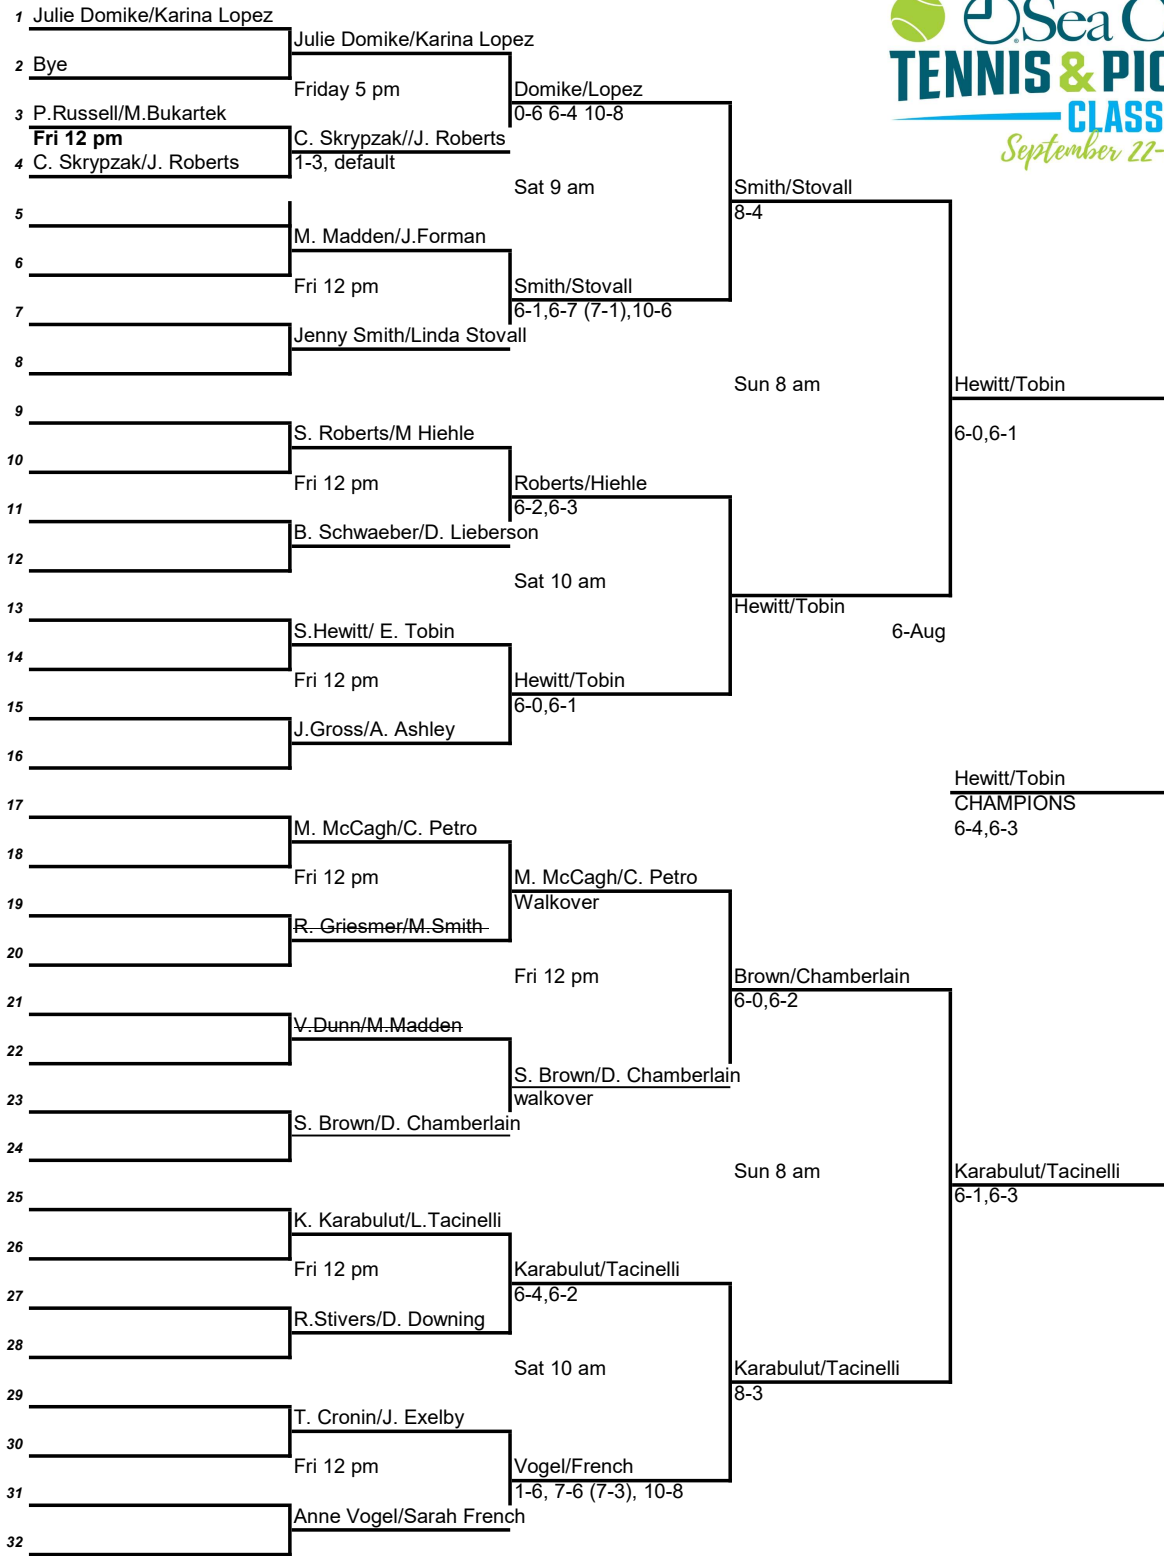 Sea
TENNIS & PIC
CLASS
September 22-
1 Julie Domike/Karina Lopez
Julie Domike/Karina Lopez
2 Bye
Friday 5 pm
Domike/Lopez
3 P.Russell/M.Bukartek
0-6 6-4 10-8
Fri 12 pm
C. Skrypzak//J. Roberts
4 C. Skrypzak/J. Roberts
1-3, default
Sat 9 am
Smith/Stovall
5
8-4
M. Madden/J.Forman
6
Fri 12 pm
Smith/Stovall
7
6-1,6-7 (7-1),10-6
Jenny Smith/Linda Stovall
8
Sun 8 am
Hewitt/Tobin
9
6-0,6-1
S. Roberts/M Hiehle
10
Fri 12 pm
Roberts/Hiehle
11
6-2,6-3
B. Schwaeber/D. Lieberson
12
Sat 10 am
13
Hewitt/Tobin
S.Hewitt/ E. Tobin
6-Aug
14
Fri 12 pm
Hewitt/Tobin
15
6-0,6-1
J.Gross/A. Ashley
16
Hewitt/Tobin
17
CHAMPIONS
M. McCagh/C. Petro
6-4,6-3
18
Fri 12 pm
M. McCagh/C. Petro
19
Walkover
R. Griesmer/M.Smith
20
Fri 12 pm
Brown/Chamberlain
21
6-0,6-2
V.Dunn/M.Madden
22
S. Brown/D. Chamberlain
23
walkover
S. Brown/D. Chamberlain
24
Sun 8 am
Karabulut/Tacinelli
25
6-1,6-3
K. Karabulut/L.Tacinelli
26
Fri 12 pm
Karabulut/Tacinelli
27
6-4,6-2
R.Stivers/D. Downing
28
Sat 10 am
Karabulut/Tacinelli
29
8-3
T. Cronin/J. Exelby
30
Fri 12 pm
Vogel/French
31
1-6, 7-6 (7-3), 10-8
Anne Vogel/Sarah French
32